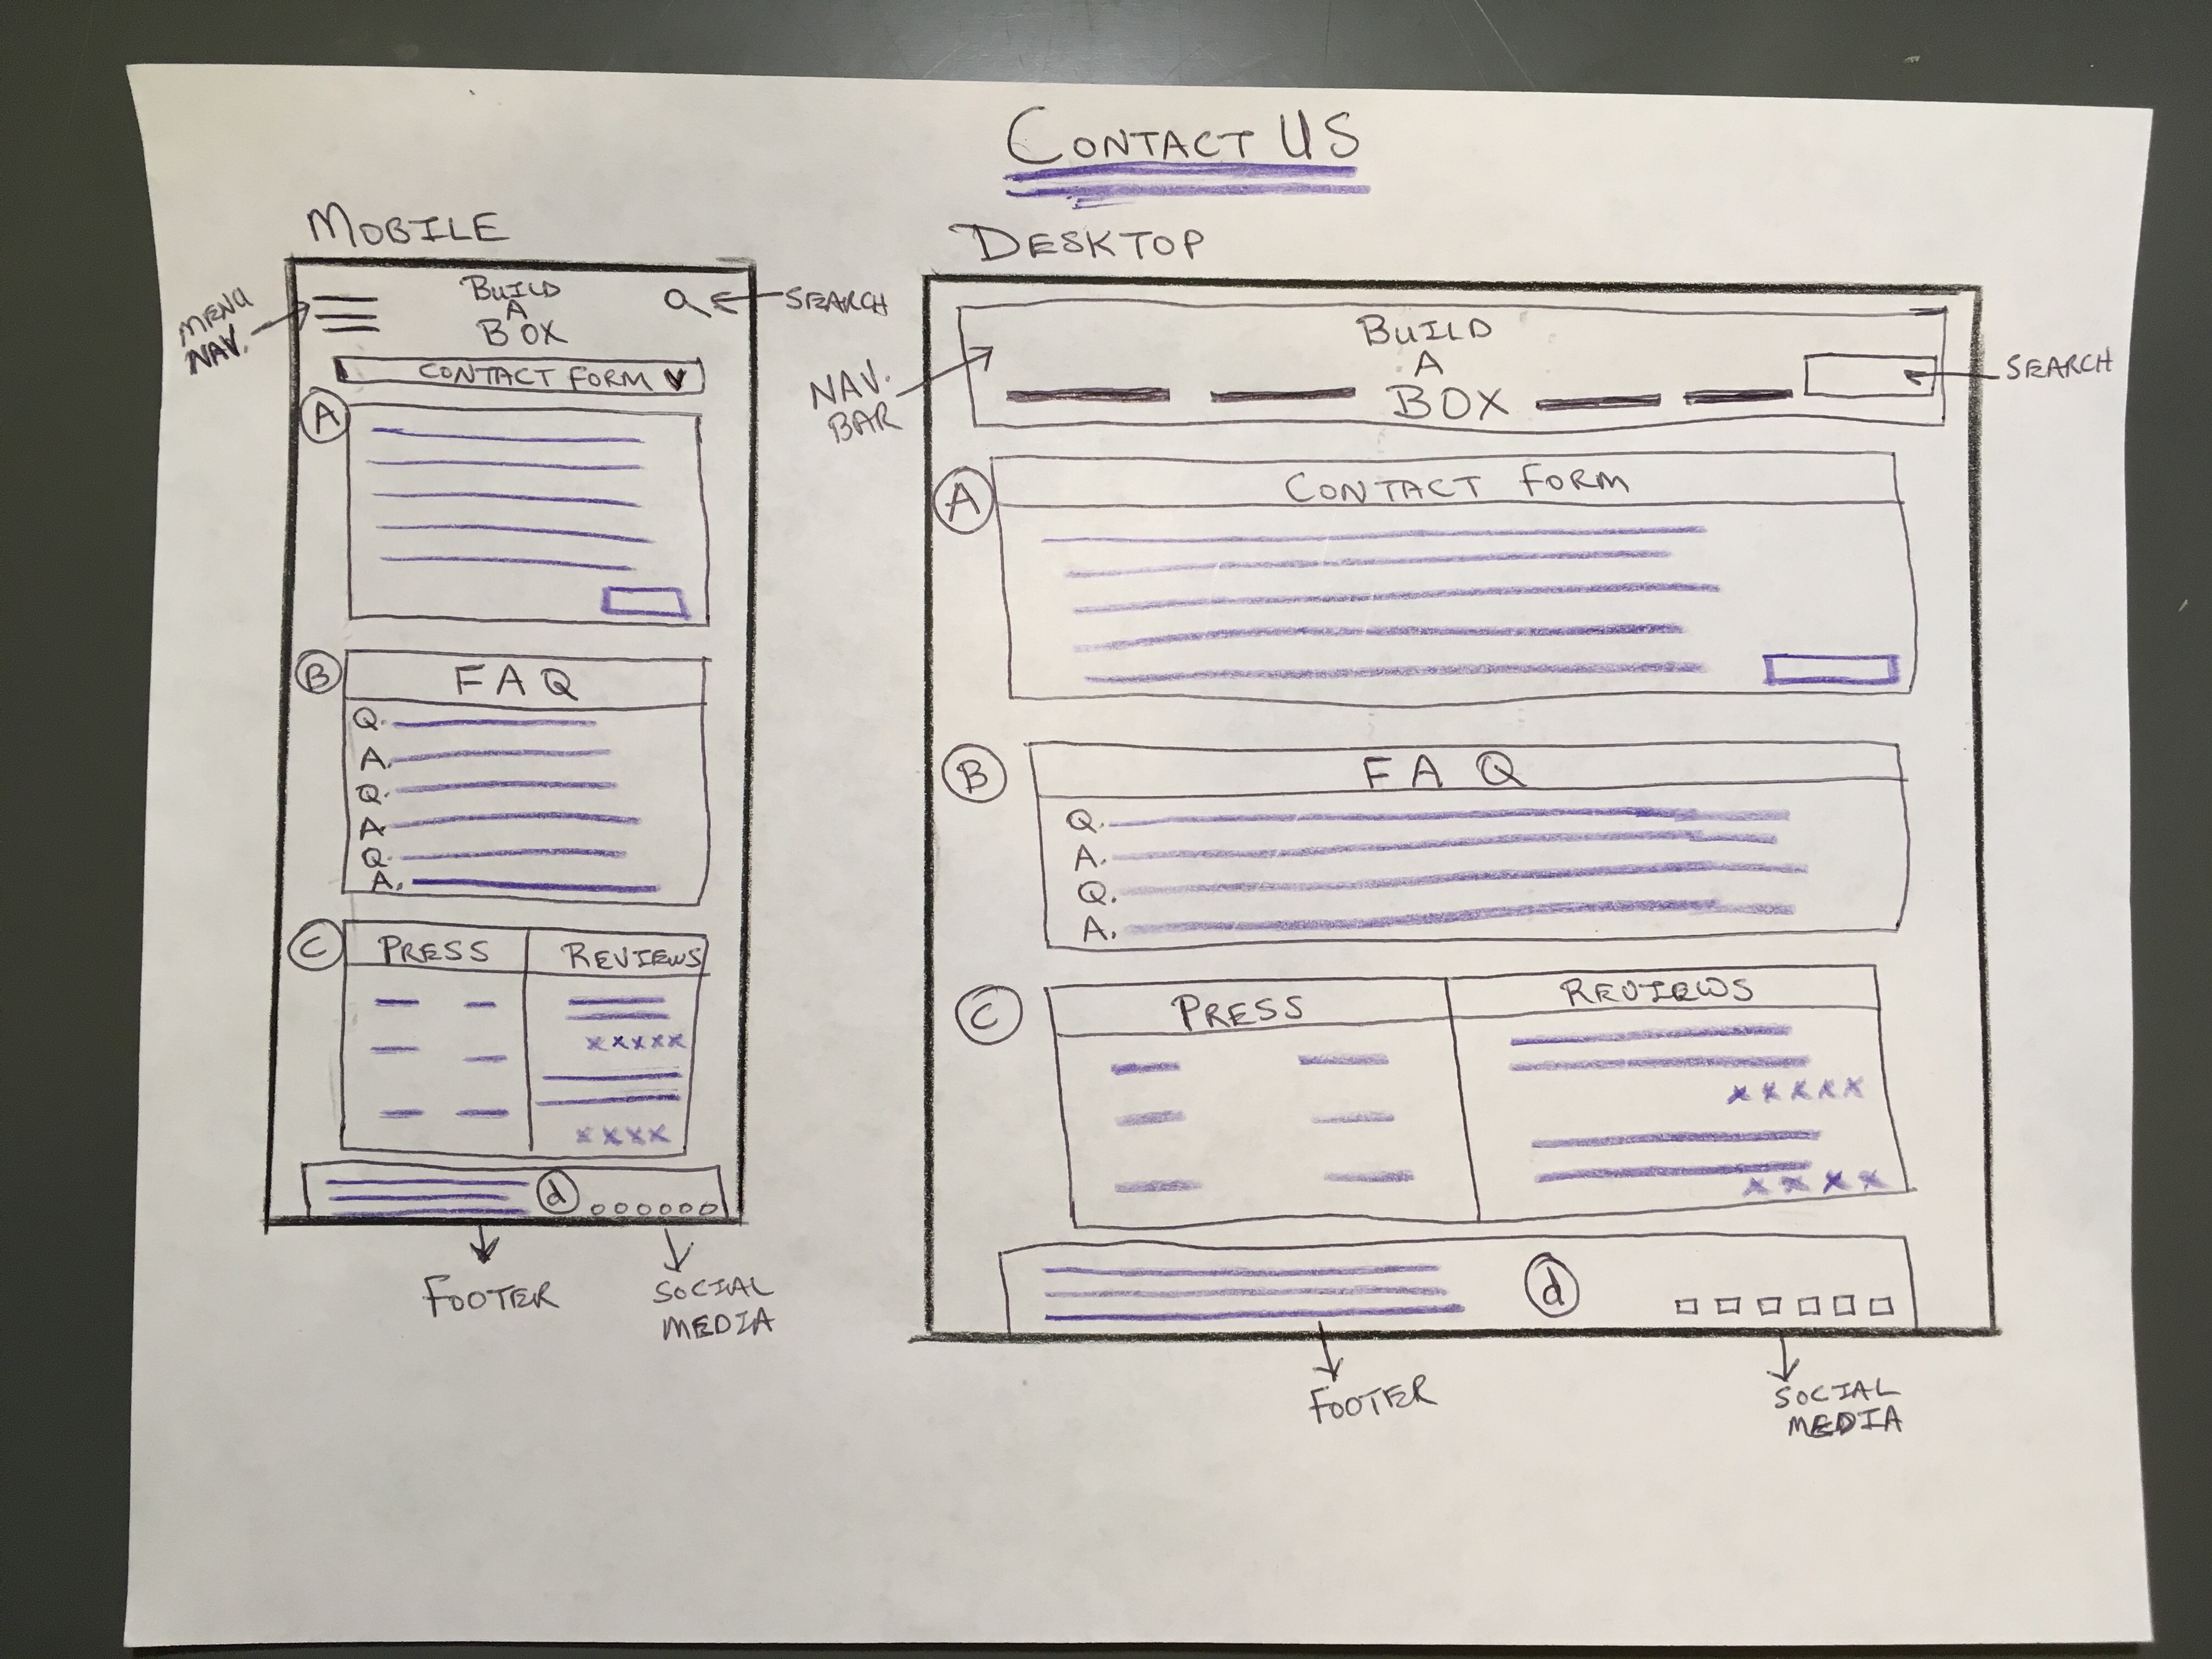 CONTACT US
MOBILE
MENU
NAV.
BUILD
A
BOX
SEARCH
CONTACT FORM
A
B
FAQ
Q.
A.
Q.
A.
Q.
A.
C
PRESS
REVIEWS
XXXXX
XXXX
d
FOOTER
SOCIAL
MEDIA
DESKTOP
NAV.
BAR
BUILD
A
BOX
SEARCH
A
CONTACT FORM
B
FAQ
Q.
A.
Q.
A.
C
PRESS
REVIEWS
XXXXX
XXXX
d
FOOTER
SOCIAL
MEDIA